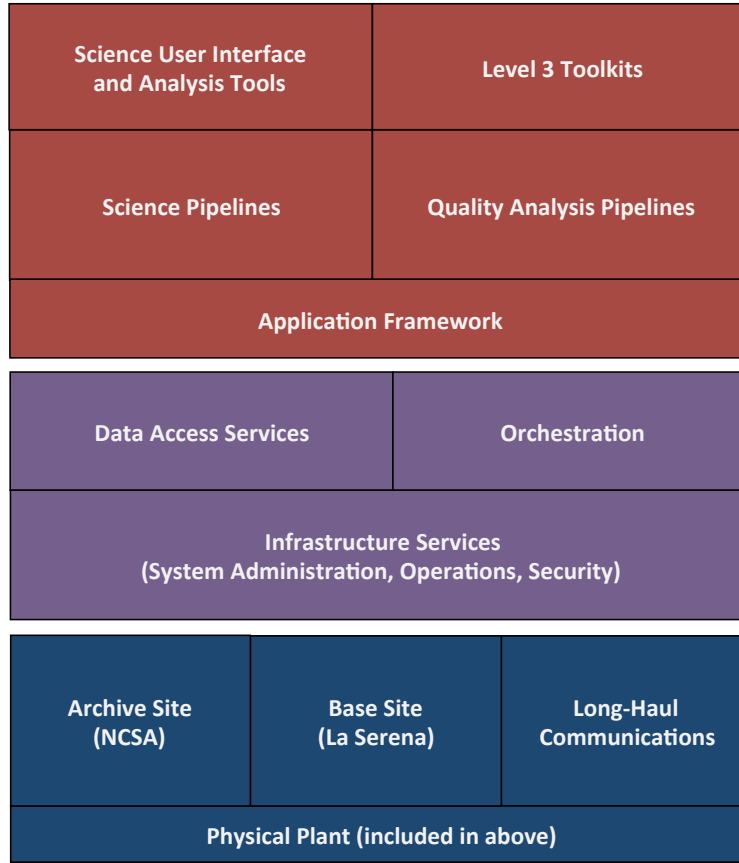 Science User Interface
and Analysis Tools
Level 3 Toolkits
Science Pipelines
Quality Analysis Pipelines
Application Framework
Data Access Services
Orchestration
Infrastructure Services
(System Administration, Operations, Security)
Archive Site
(NCSA)
Base Site
(La Serena)
Long-Haul
Communications
Physical Plant (included in above)